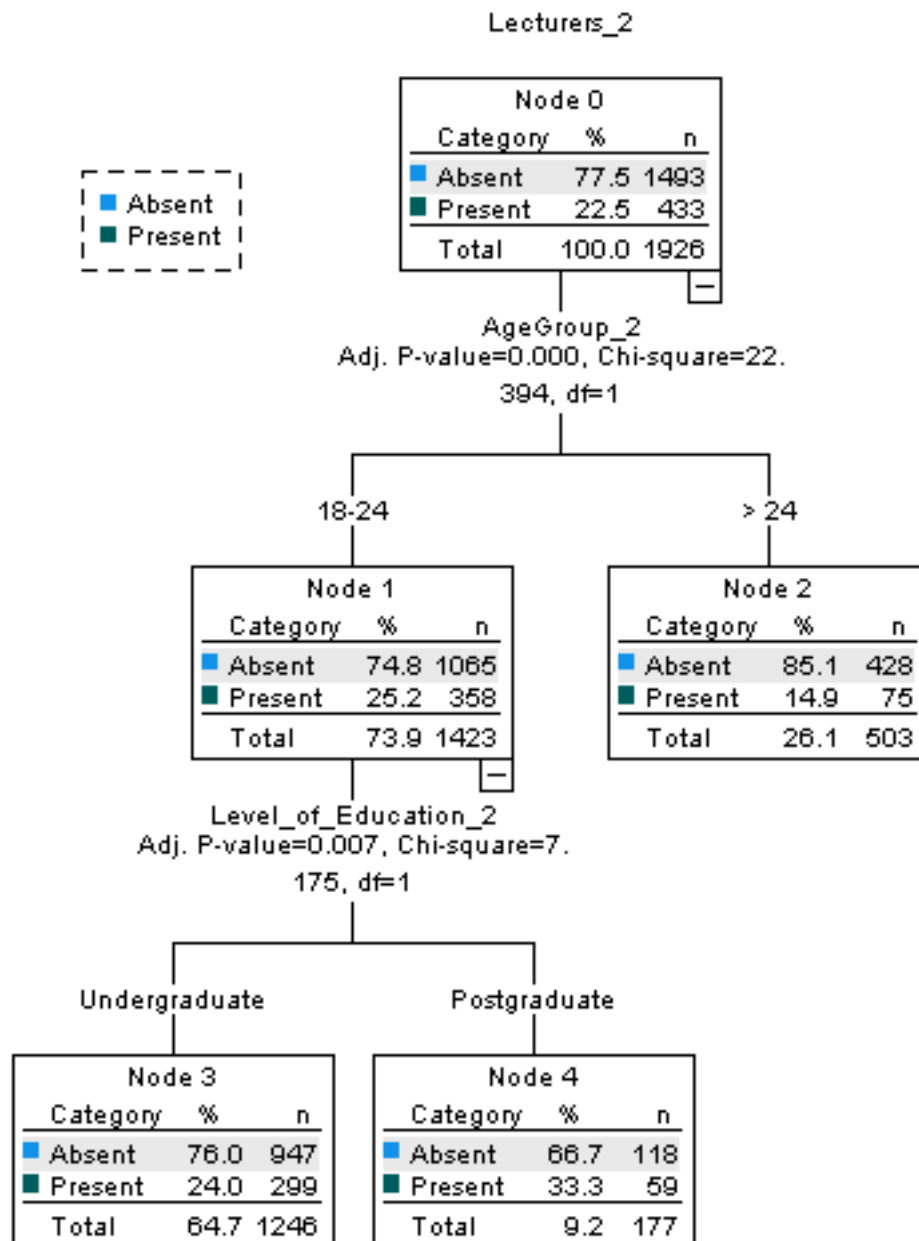 Lecturers_2
Node 0
Category % n
Absent 77.5 1493
Present 22.5 433
Total 100.0 1926
Absent
Present
AgeGroup_2
Adj. P-value=0.000, Chi-square=22.
394, df=1
18-24
> 24
Node 1
Category % n
Absent 74.8 1065
Present 25.2 358
Total 73.9 1423
Node 2
Category % n
Absent 85.1 428
Present 14.9 75
Total 26.1 503
Level_of_Education_2
Adj. P-value=0.007, Chi-square=7.
175, df=1
Undergraduate
Postgraduate
Node 3
Category % n
Absent 76.0 947
Present 24.0 299
Total 64.7 1246
Node 4
Category % n
Absent 66.7 118
Present 33.3 59
Total 9.2 177